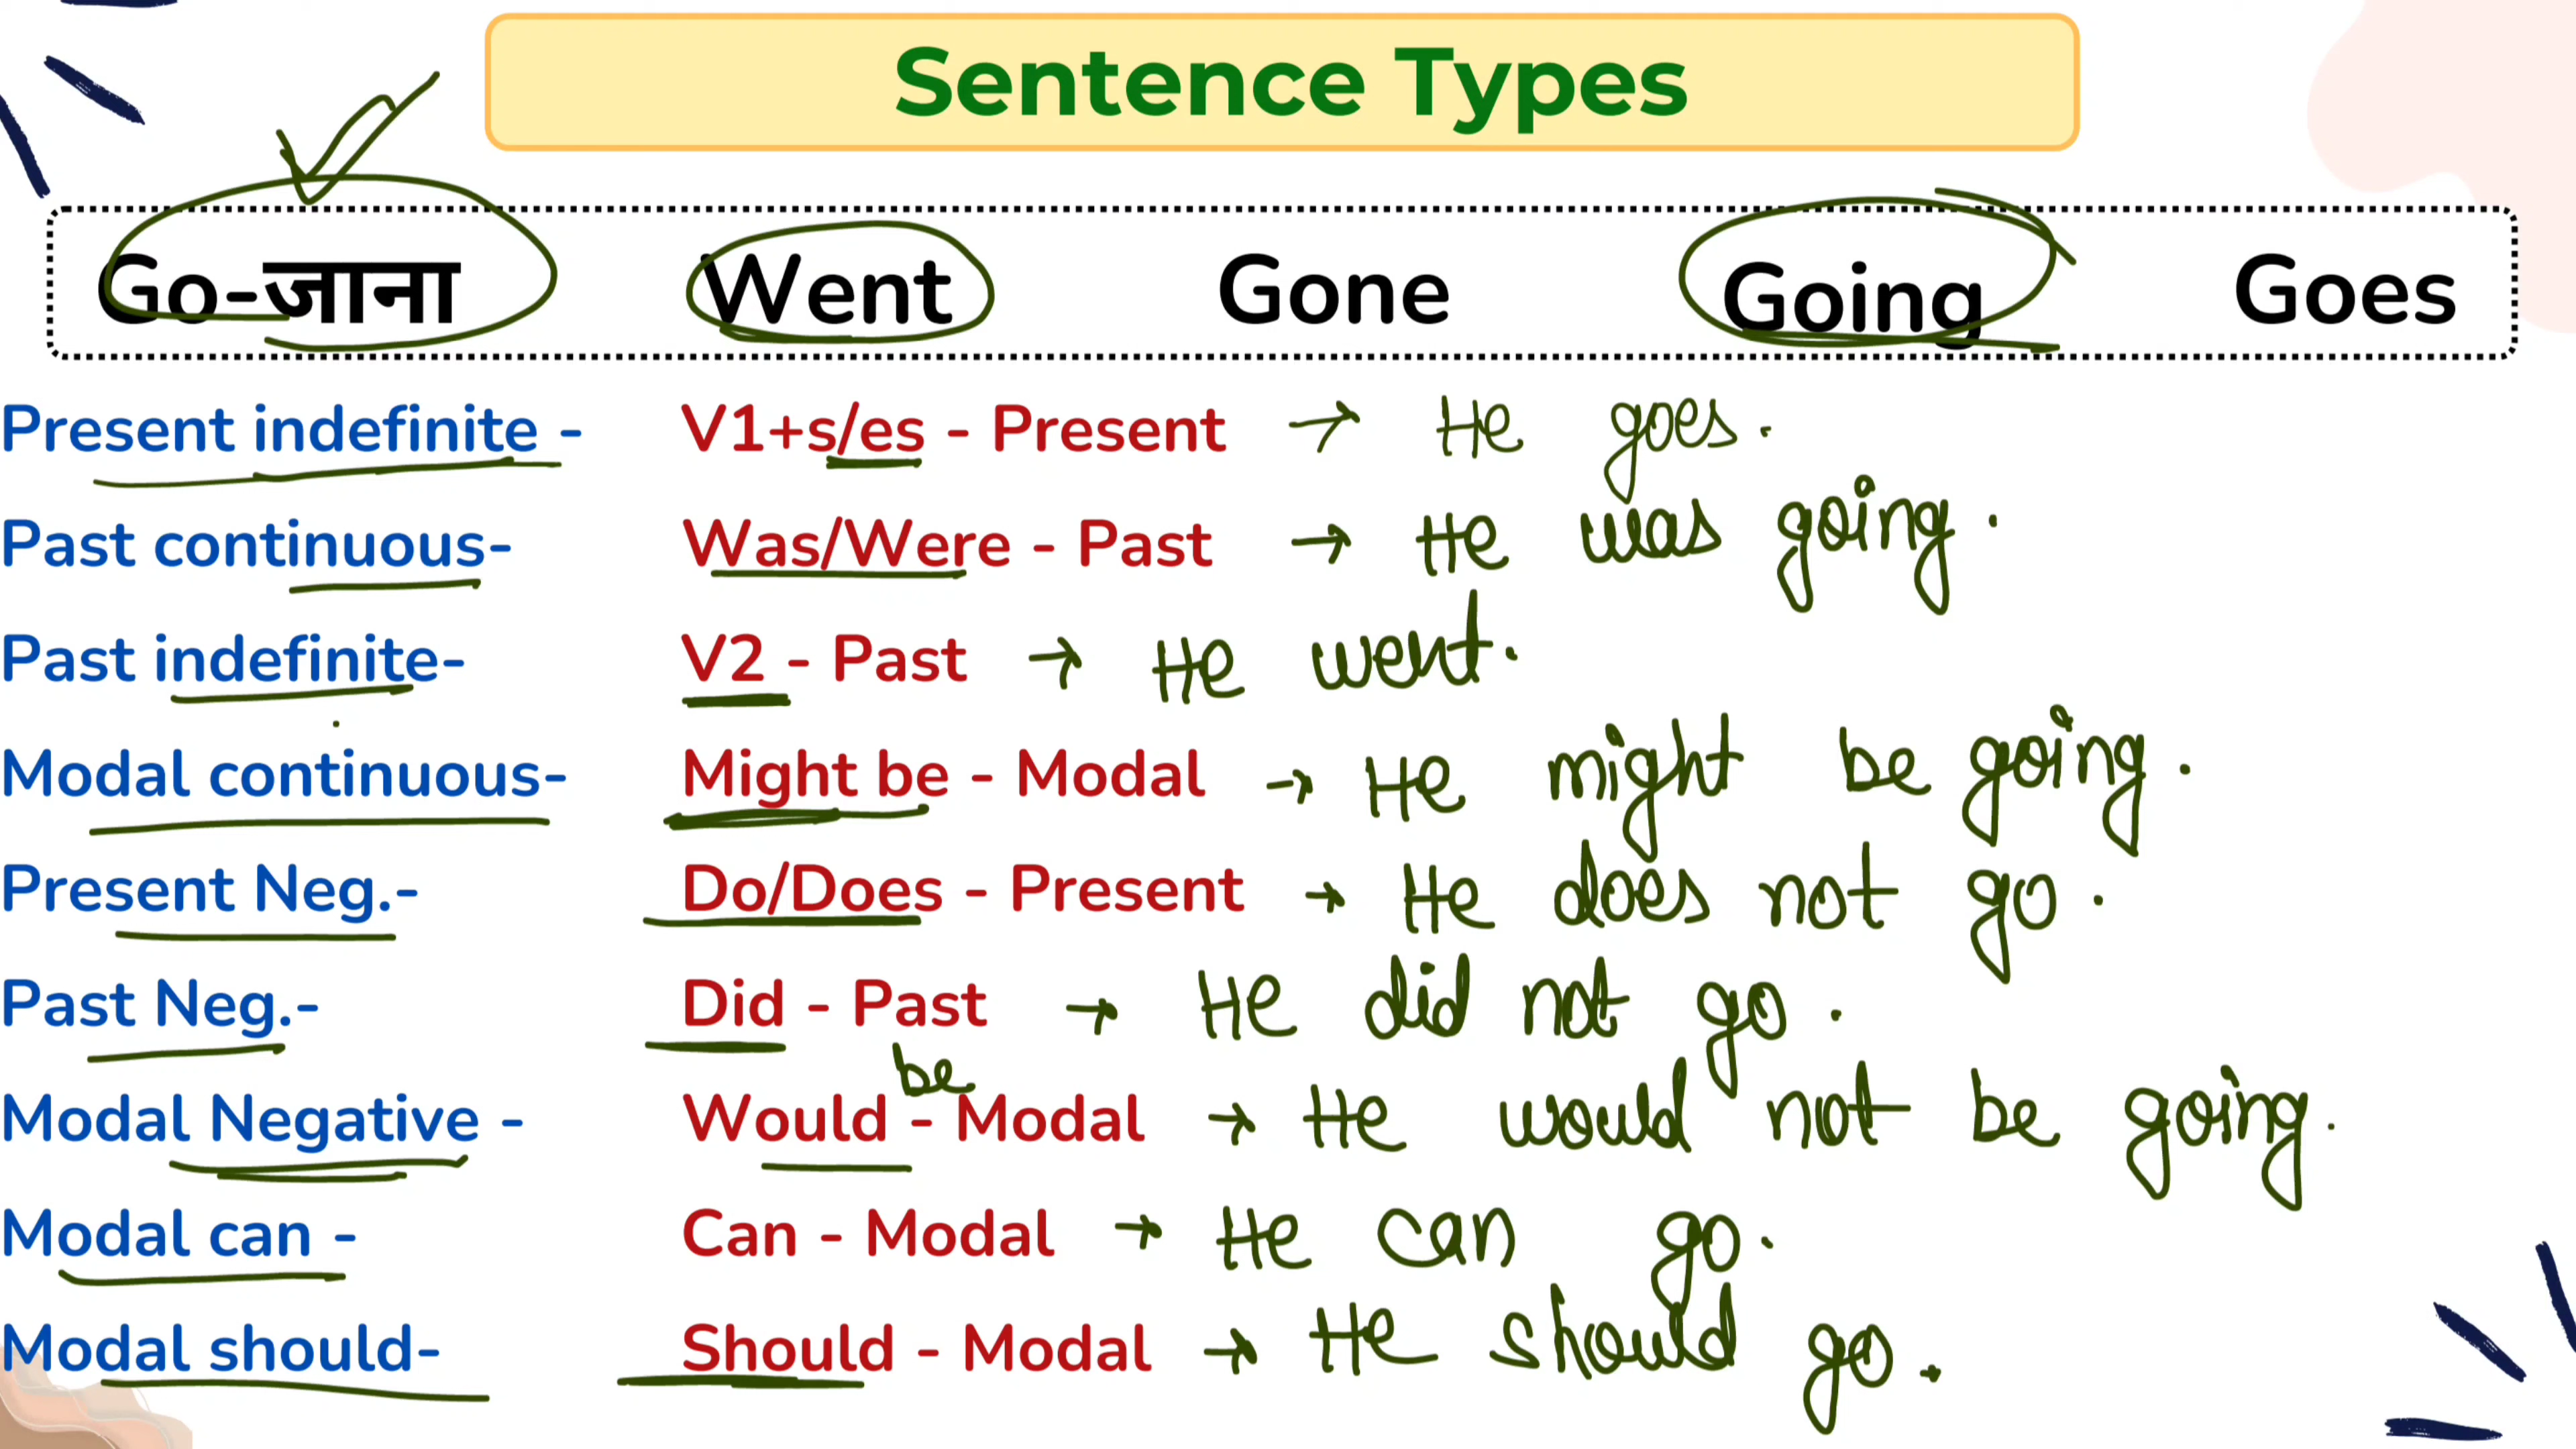 Sentence Types
Go-जाना Went Gone Going Goes
Present indefinite - V1+s/es - Present → He goes.
Past continuous- Was/Were - Past → He was going.
Past indefinite- V2 - Past → He went.
Modal continuous- Might be - Modal → He might be going.
Present Neg.- Do/Does - Present → He does not go.
Past Neg.- Did - Past → He did not go.
be
Modal Negative - Would - Modal → He would not be going.
Modal can - Can - Modal → He can go.
Modal should- Should - Modal → He should go.